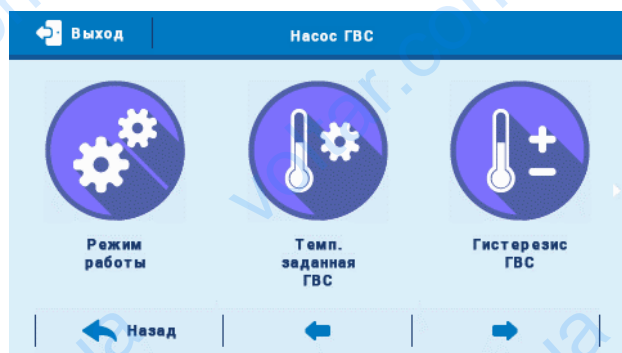 Выход
Насос ГВС
Режим
работы
Темп.
заданная
ГВС
Гистерезис
ГВС
Назад